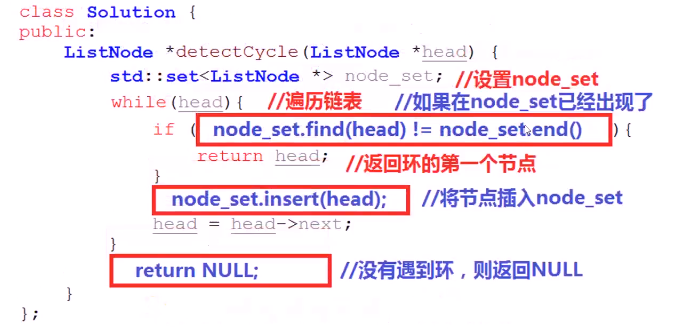 class Solution {
public:
ListNode *detectCycle(ListNode *head) {
std::set<ListNode *> node_set; //设置node_set
while(head){ //遍历链表 //如果在node_set已经出现了
if ( node_set.find(head) != node_set.end() ){
return head; //返回环的第一个节点
}
node_set.insert(head); //将节点插入node_set
head = head->next;
}
return NULL; //没有遇到环，则返回NULL
}
};